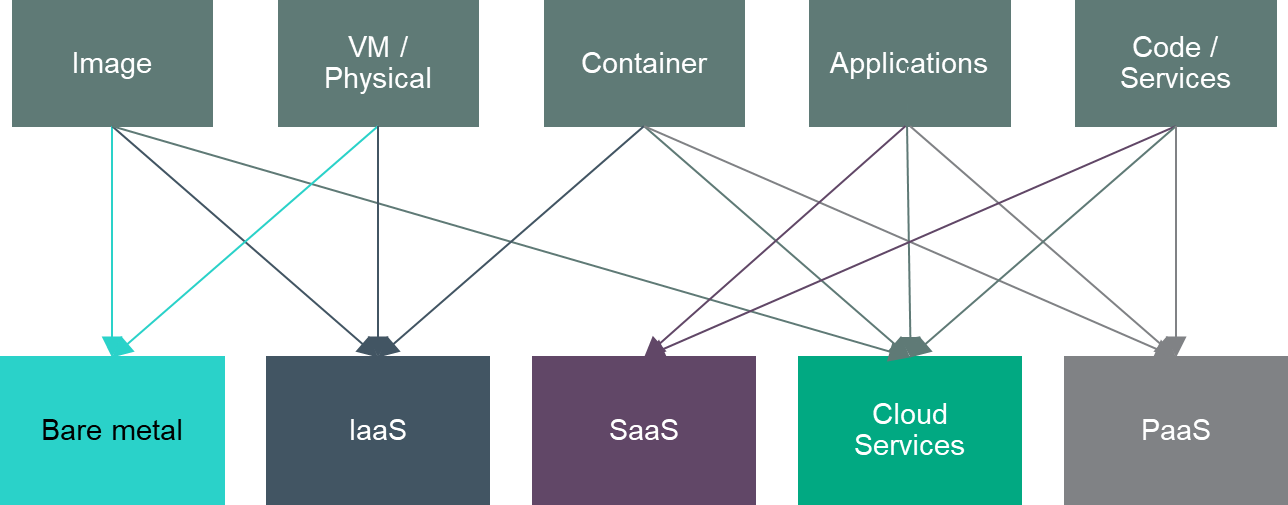 Image
VM /
Physical
Container
Applications
Code /
Services
Bare metal
IaaS
SaaS
Cloud
Services
PaaS